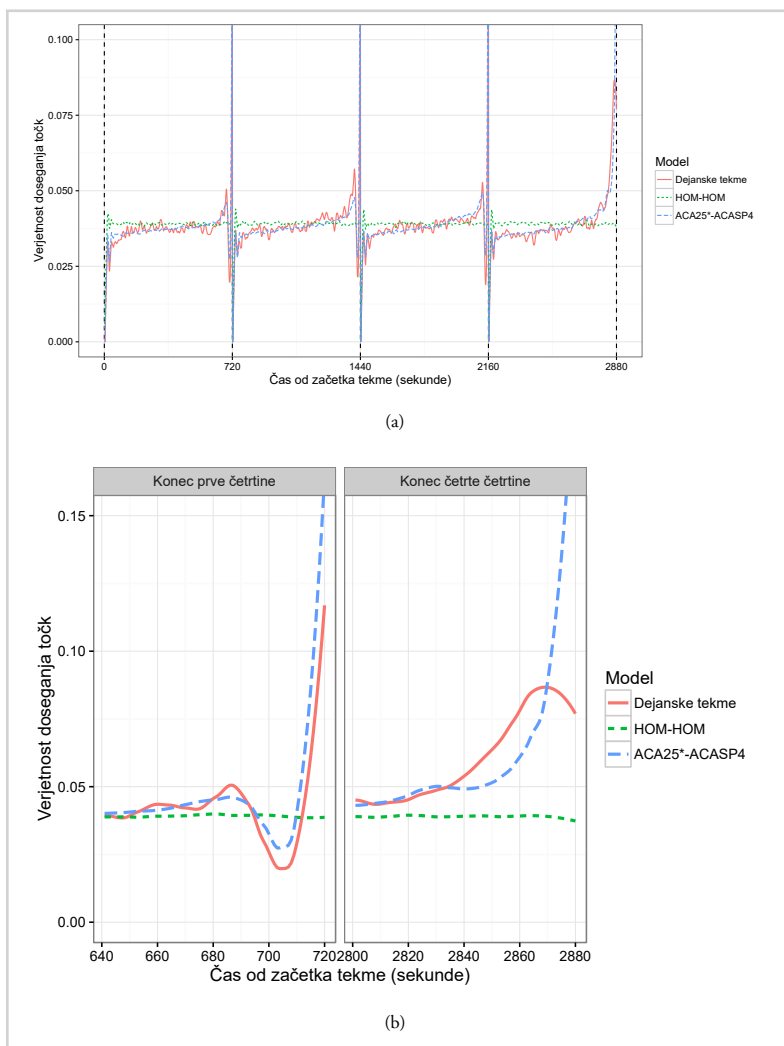 0.100
0.075
0.050
0.025
0.000
Verjetnost doseganja točk
0 720 1440 2160 2880
Čas od začetka tekme (sekunde)
Model
Dejanske tekme
HOM-HOM
ACA25*-ACASP4
(a)
Konec prve četrtine
Konec četrte četrtine
0.15
0.10
0.05
0.00
Verjetnost doseganja točk
640 660 680 700 720 2800 2820 2840 2860 2880
Čas od začetka tekme (sekunde)
Model
Dejanske tekme
HOM-HOM
ACA25*-ACASP4
(b)